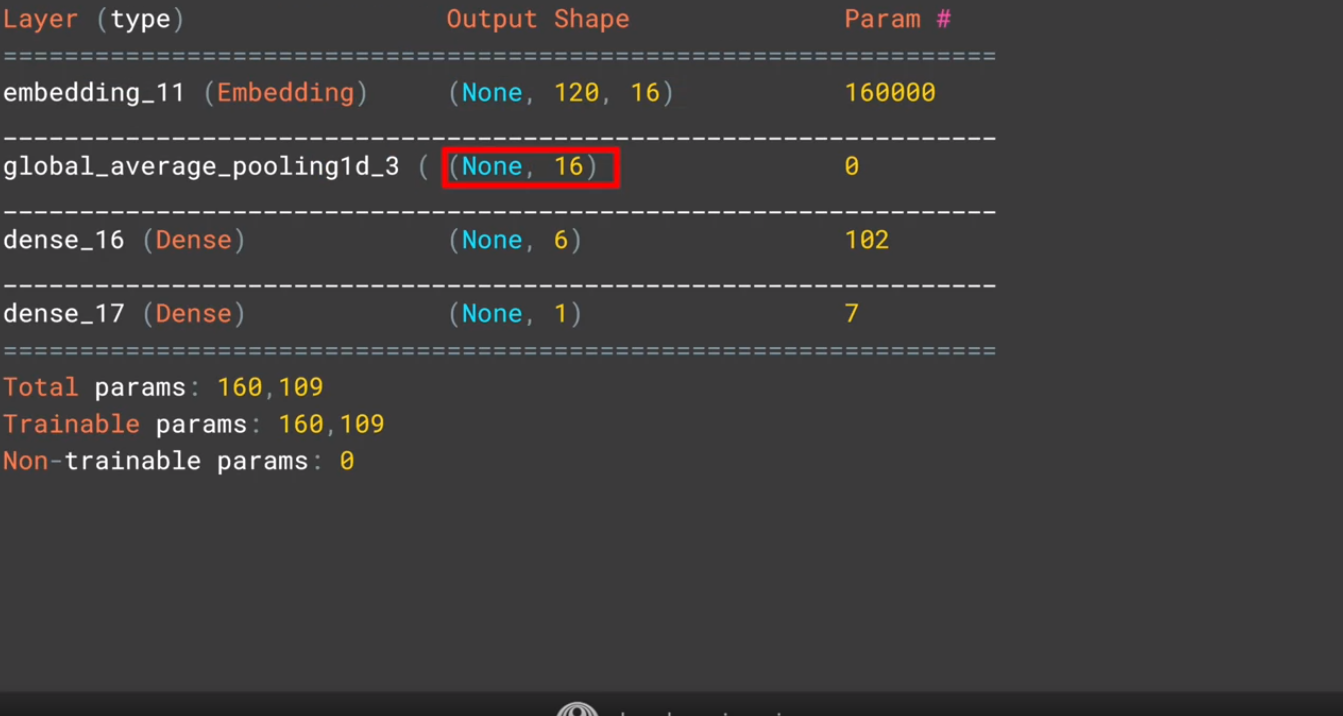 Layer (type) Output Shape Param #
=================================================================
embedding_11 (Embedding) (None, 120, 16) 160000
_________________________________________________________________
global_average_pooling1d_3 ( (None, 16) 0
_________________________________________________________________
dense_16 (Dense) (None, 6) 102
_________________________________________________________________
dense_17 (Dense) (None, 1) 7
=================================================================
Total params: 160,109
Trainable params: 160,109
Non-trainable params: 0